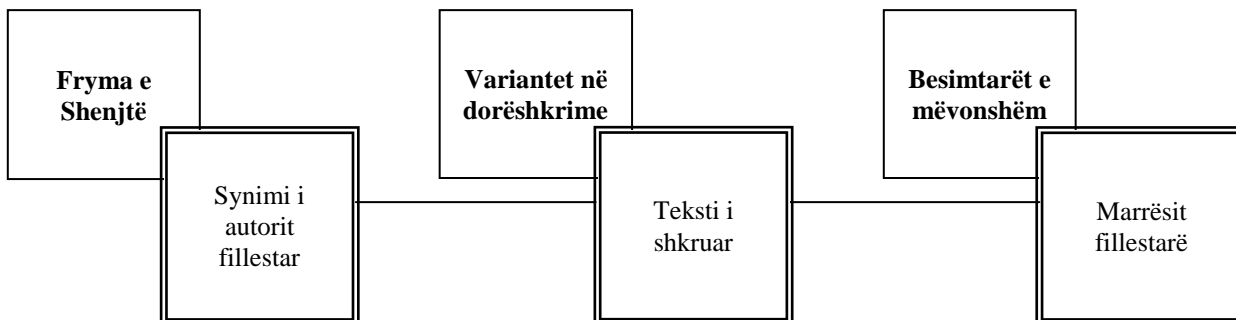 Fryma e
Shenjtë
Synimi i
autorit
fillestar
Variantet në
dorëshkrime
Teksti i
shkruar
Besimtarët e
mëvonshëm
Marrësit
fillestarë